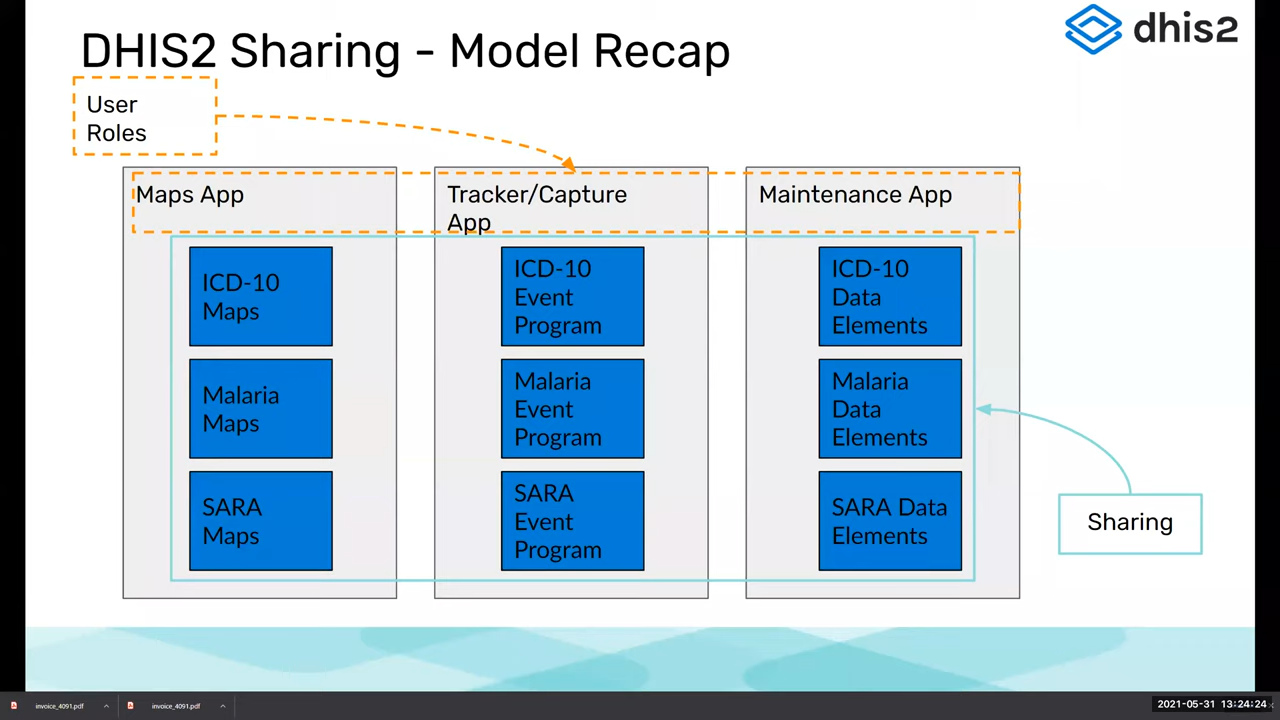 DHIS2 Sharing - Model Recap
dhis2
User
Roles
Maps App
Tracker/Capture
App
Maintenance App
ICD-10
Maps
ICD-10
Event
Program
ICD-10
Data
Elements
Malaria
Maps
Malaria
Event
Program
Malaria
Data
Elements
SARA
Maps
SARA
Event
Program
SARA Data
Elements
Sharing
invoice_4091.pdf
invoice_4091.pdf
2021-05-31 13:24:24